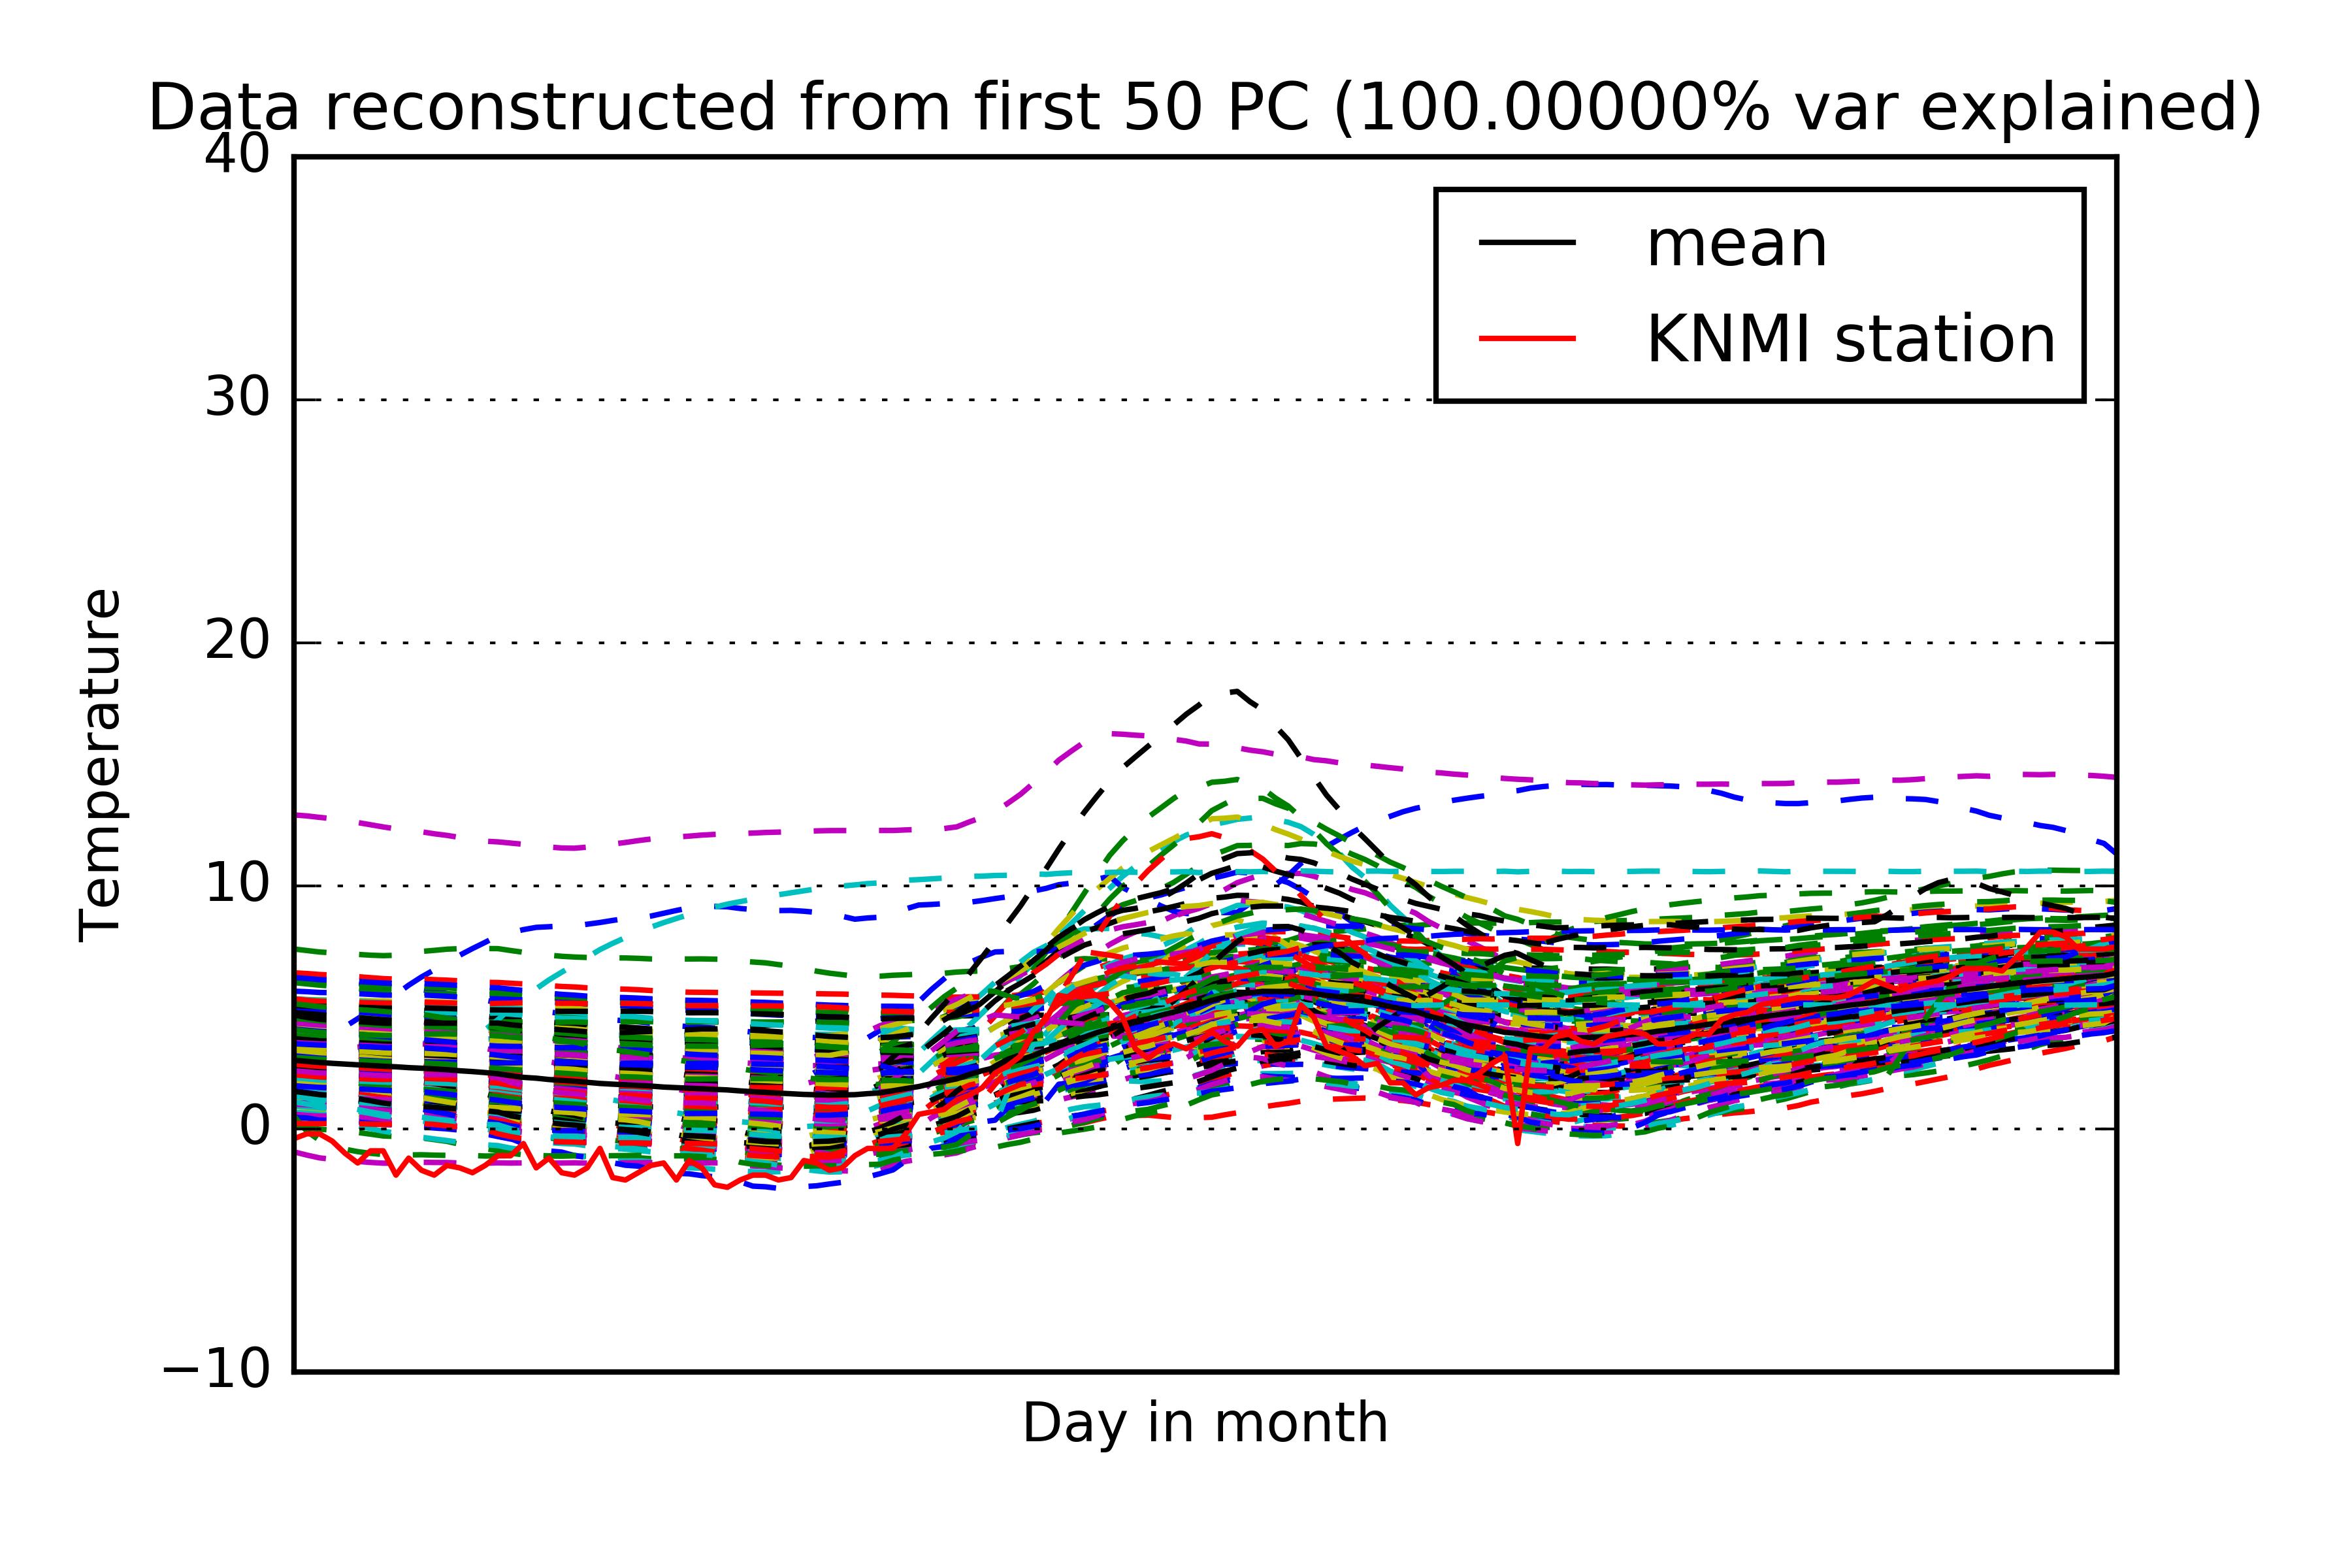 Data reconstructed from first 50 PC (100.00000% var explained)
40
30
20
10
0
−10
Temperature
mean
KNMI station
Day in month